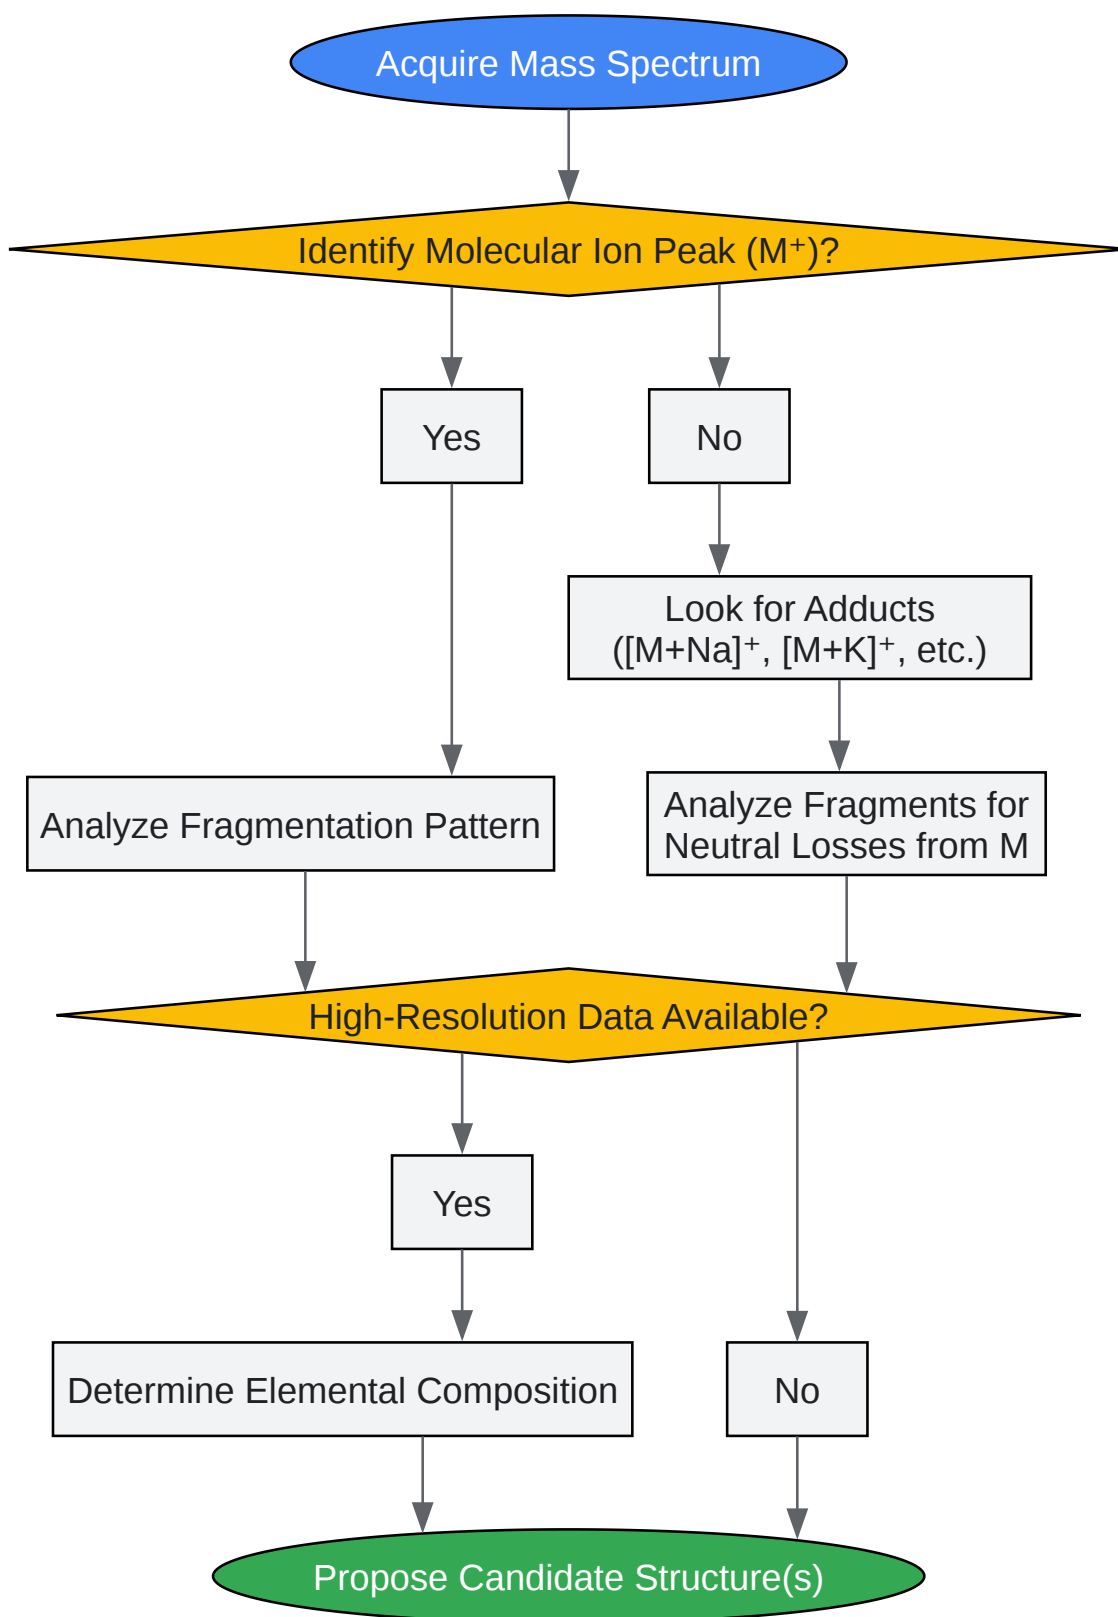 Acquire Mass Spectrum
Identify Molecular Ion Peak (M⁺)?
Yes
No
Look for Adducts
([M+Na]⁺, [M+K]⁺, etc.)
Analyze Fragmentation Pattern
Analyze Fragments for
Neutral Losses from M
High-Resolution Data Available?
Yes
Determine Elemental Composition
No
Propose Candidate Structure(s)